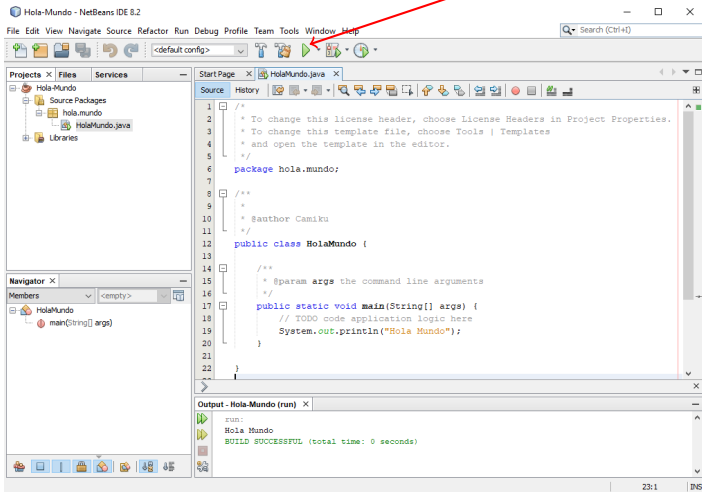 Hola-Mundo - NetBeans IDE 8.2
File Edit View Navigate Source Refactor Run Debug Profile Team Tools Window Help
Search (Ctrl+I)
<default config>
Projects Files Services
Hola-Mundo
Source Packages
hola.mundo
HolaMundo.java
Libraries
Start Page HolaMundo.java
Source History
1 /*
2 * To change this license header, choose License Headers in Project Properties.
3 * To change this template file, choose Tools | Templates
4 * and open the template in the editor.
5 */
6 package hola.mundo;
7
8 /**
9 *
10 * @author Camiku
11 */
12 public class HolaMundo {
13
14 /**
15 * @param args the command line arguments
16 */
17 public static void main(String[] args) {
18 // TODO code application logic here
19 System.out.println("Hola Mundo");
20 }
21
22 }
Navigator
Members <empty>
HolaMundo
main(String[] args)
Output - Hola-Mundo (run)
run:
Hola Mundo
BUILD SUCCESSFUL (total time: 0 seconds)
23:1 INS